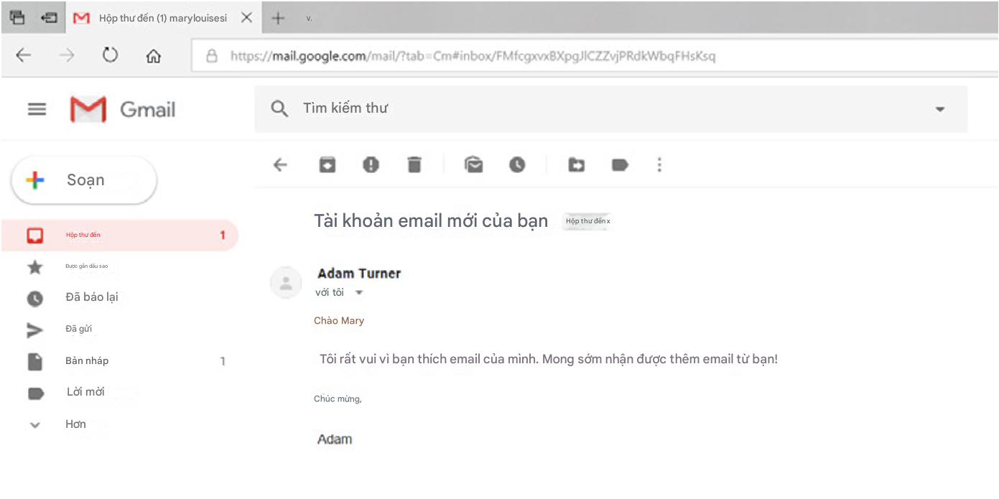 Hộp thư đến (1) marylouisesi
v.
https://mail.google.com/mail/?tab=Cm#inbox/FMfcgxvxBXpgJlCZZvjPRdkWbqFHsKsq
Gmail
Tìm kiếm thư
Soạn
Tài khoản email mới của bạn Hộp thư đến x
Hộp thư đến 1
Được gắn dấu sao
Đã báo lại
Đã gửi
Bản nháp 1
Lời mời
Hơn
Adam Turner
với tôi
Chào Mary
Tôi rất vui vì bạn thích email của mình. Mong sớm nhận được thêm email từ bạn!
Chúc mừng,
Adam